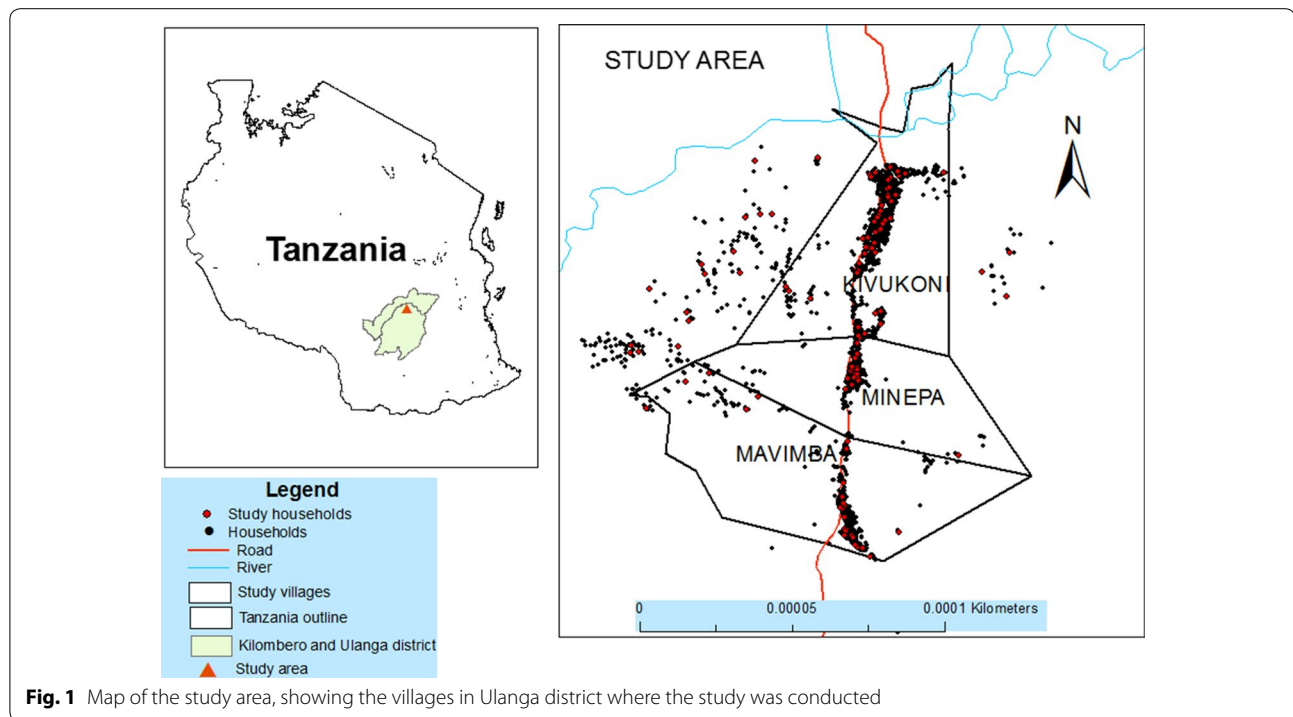 Tanzania
STUDY AREA
N
KIVUKONI
MINEPA
MAVIMBA
0 0.00005 0.0001 Kilometers
Legend
Study households
Households
Road
River
Study villages
Tanzania outline
Kilombero and Ulanga district
Study area
Fig. 1 Map of the study area, showing the villages in Ulanga district where the study was conducted